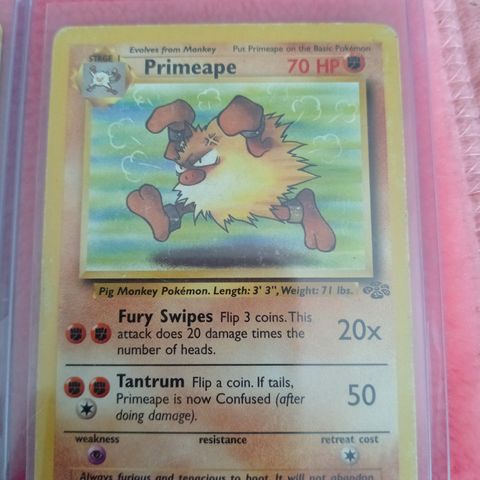 STAGE 1
Evolves from Monkey Put Primeape on the Basic Pokémon
Primeape 70 HP
Pig Monkey Pokémon. Length: 3' 3", Weight: 71 lbs.
Fury Swipes Flip 3 coins. This
attack does 20 damage times the
number of heads.
20x
Tantrum Flip a coin. If tails,
Primeape is now Confused (after
doing damage).
50
weakness resistance retreat cost
Always furious and tenacious to boot. It will not abandon